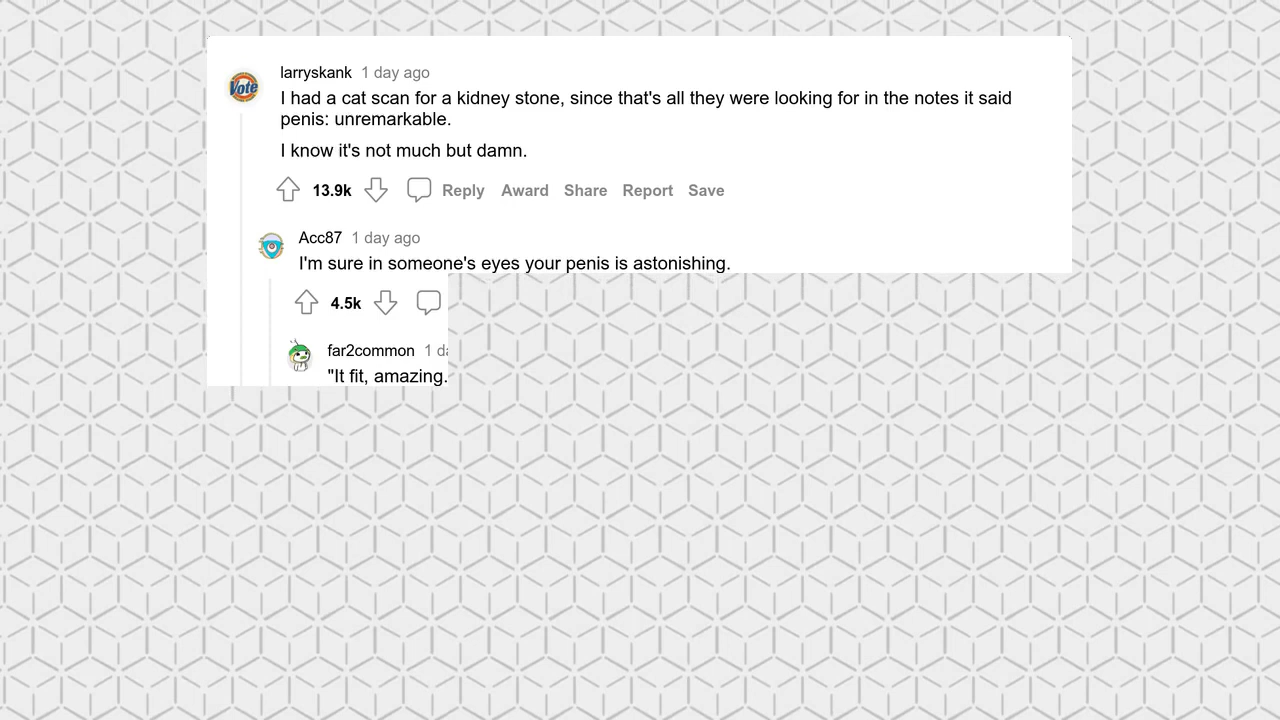 larryskank 1 day ago
Vote
I had a cat scan for a kidney stone, since that's all they were looking for in the notes it said
penis: unremarkable.
I know it's not much but damn.
13.9k Reply Award Share Report Save
Acc87 1 day ago
I'm sure in someone's eyes your penis is astonishing.
4.5k
far2common 1 da
"It fit, amazing.